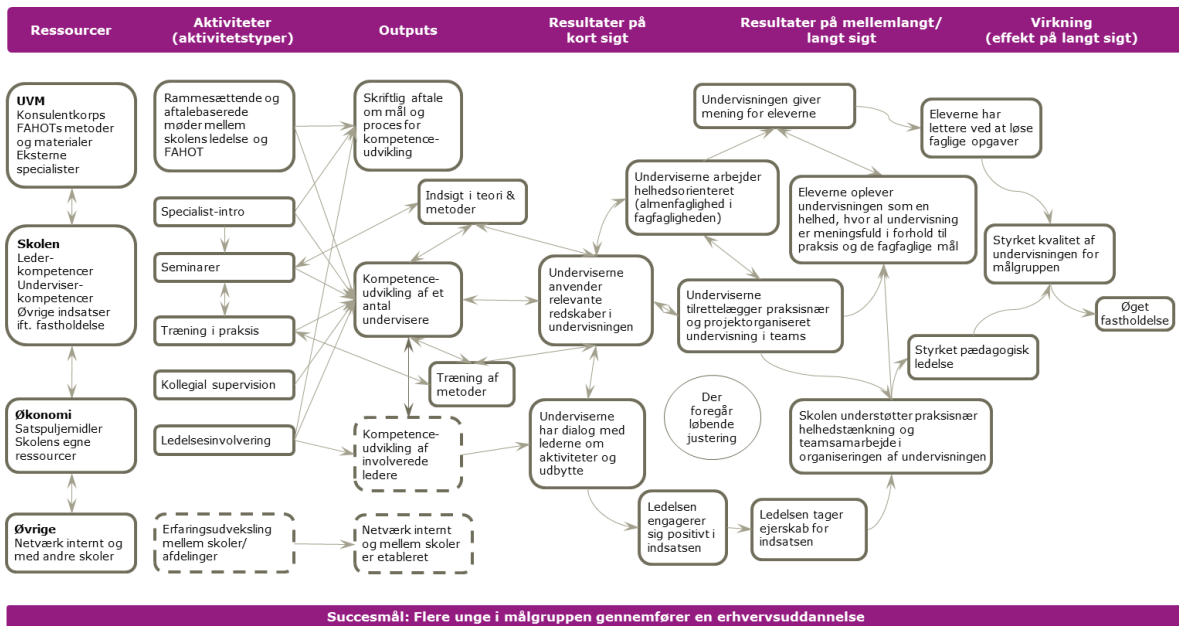 Ressourcer
Aktiviteter
(aktivitetstyper)
Outputs
Resultater på
kort sigt
Resultater på mellemlangt/
langt sigt
Virkning
(effekt på langt sigt)
UVM
Konsulentkorps
FAHOTs metoder
og materialer
Eksterne
specialister
Skolen
Leder-
kompetencer
Underviser-
kompetencer
Øvrige indsatser
ift. fastholdelse
Økonomi
Satspuljemidler
Skolens egne
ressourcer
Øvrige
Netværk internt og
med andre skoler
Rammesættende og
aftalebaserede
møder mellem
skolens ledelse og
FAHOT
Specialist-intro
Seminarer
Træning i praksis
Kollegial supervision
Ledelsesinvolvering
Erfaringsudveksling
mellem skoler/
afdelinger
Skriftlig aftale
om mål og
proces for
kompetence-
udvikling
Indsigt i teori &
metoder
Kompetence-
udvikling af et
antal
undervisere
Træning af
metoder
Kompetence-
udvikling af
involverede
ledere
Netværk internt
og mellem skoler
er etableret
Underviserne
anvender
relevante
redskaber i
undervisningen
Underviserne
har dialog med
lederne om
aktiviteter og
udbytte
Ledelsen
engagerer
sig positivt i
indsatsen
Undervisningen giver
mening for eleverne
Underviserne arbejder
helhedsorienteret
(almenfaglighed i
fagfagligheden)
Eleverne oplever
undervisningen som en
helhed, hvor al undervisning
er meningsfuld i forhold til
praksis og de fagfaglige mål
Underviserne
tilrettelægger praksisnær
og projektorganiseret
undervisning i teams
Der
foregår
løbende
justering
Skolen understøtter praksisnær
helhedstænkning og
teamsamarbejde i
organiseringen af undervisningen
Ledelsen tager
ejerskab for
indsatsen
Eleverne har
lettere ved at løse
faglige opgaver
Styrket kvalitet af
undervisningen for
målgruppen
Øget
fastholdelse
Styrket pædagogisk
ledelse
Succesmål: Flere unge i målgruppen gennemfører en erhvervsuddannelse